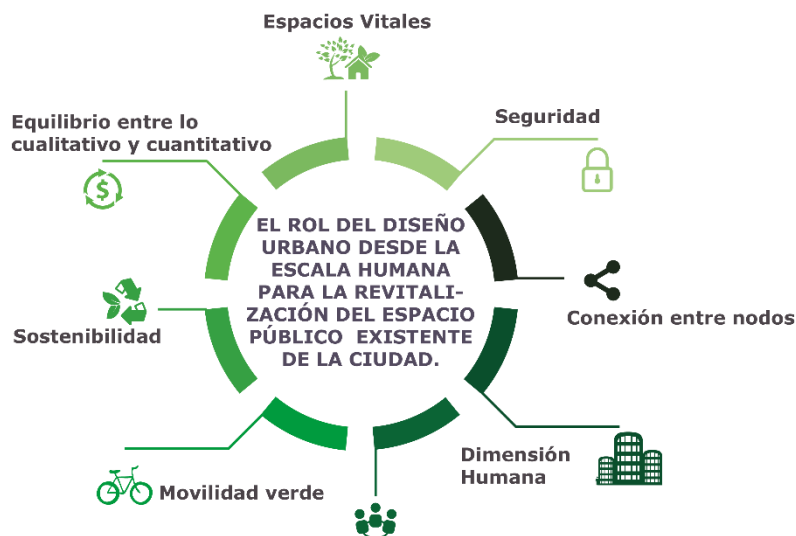 Espacios Vitales
Seguridad
Equilibrio entre lo
cualitativo y cuantitativo
$
EL ROL DEL DISEÑO
URBANO DESDE LA
ESCALA HUMANA
PARA LA REVITALI-
ZACIÓN DEL ESPACIO
PÚBLICO EXISTENTE
DE LA CIUDAD.
Conexión entre nodos
Sostenibilidad
Dimensión
Humana
Movilidad verde